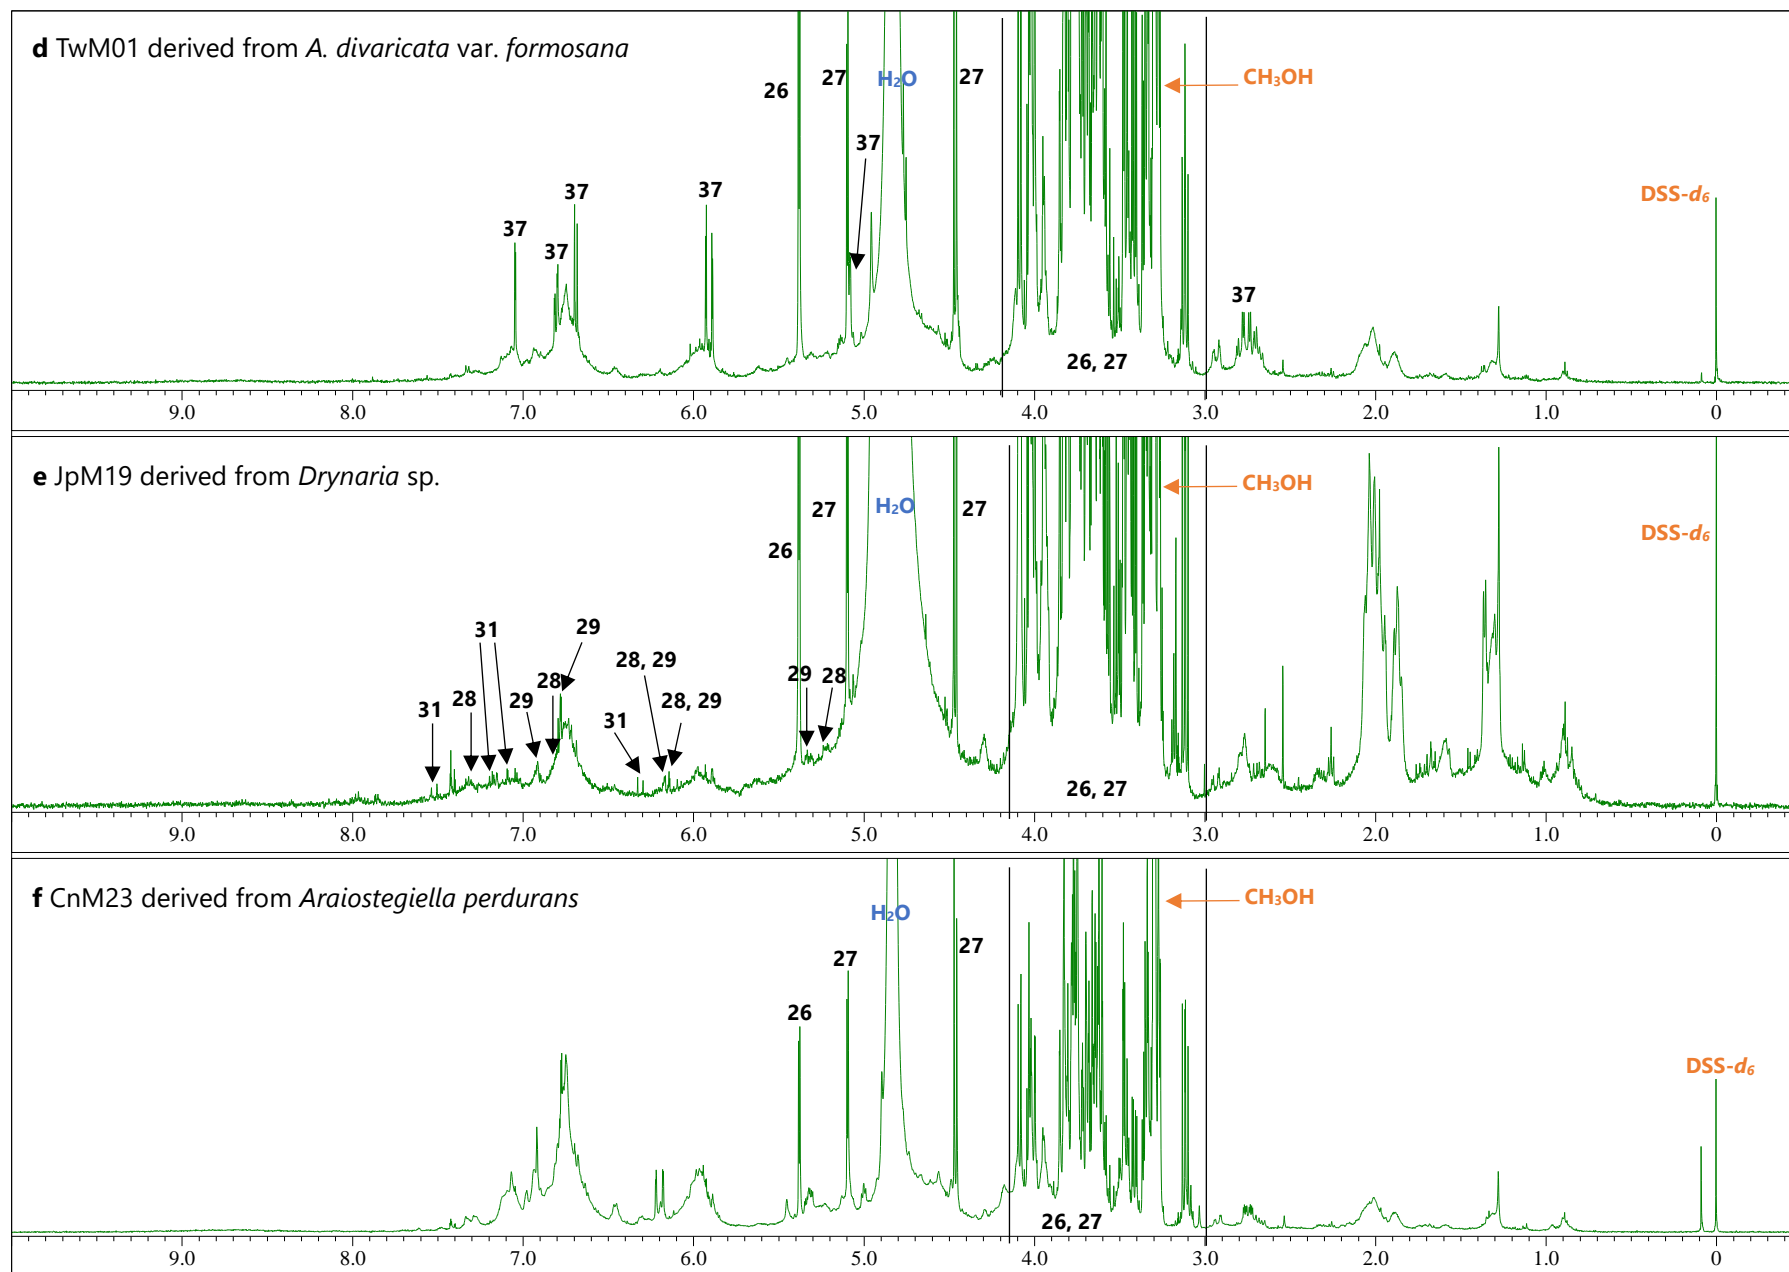 d TwM01 derived from A. divaricata var. formosana
26
27
H₂O
27
37
CH₃OH
DSS-d₆
37
37
37
37
37
26, 27
9.0 8.0 7.0 6.0 5.0 4.0 3.0 2.0 1.0 0
e JpM19 derived from Drynaria sp.
26
27
H₂O
27
CH₃OH
DSS-d₆
31
28
31
29
28
29
28, 29
28, 29
31
29
28
26, 27
9.0 8.0 7.0 6.0 5.0 4.0 3.0 2.0 1.0 0
f CnM23 derived from Araiostegiella perdurans
26
27
H₂O
27
CH₃OH
DSS-d₆
26, 27
9.0 8.0 7.0 6.0 5.0 4.0 3.0 2.0 1.0 0